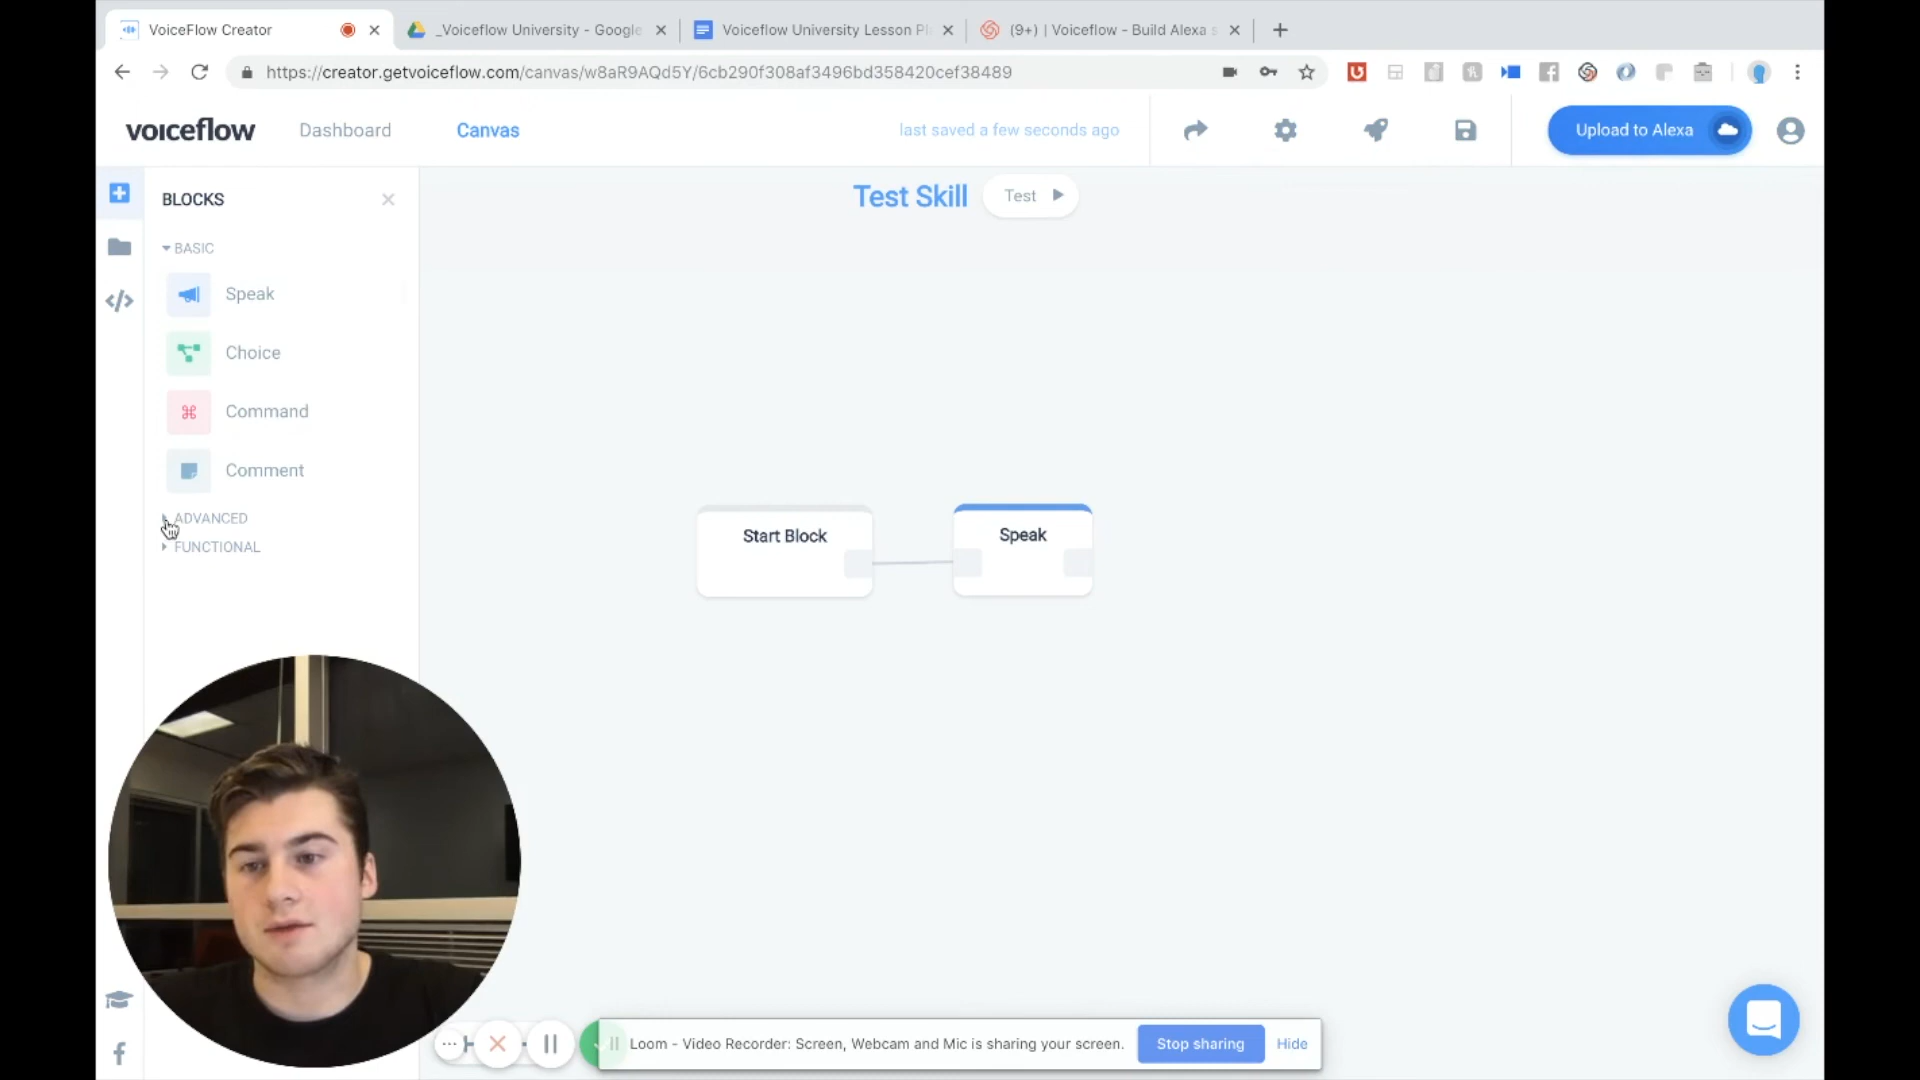 VoiceFlow Creator
_Voiceflow University - Google
Voiceflow University Lesson Pl
(9+) | Voiceflow - Build Alexa s
https://creator.getvoiceflow.com/canvas/w8aR9AQd5Y/6cb290f308af3496bd358420cef38489
voiceflow
Dashboard
Canvas
last saved a few seconds ago
Upload to Alexa
BLOCKS
Test Skill
Test
BASIC
Speak
Choice
Command
Comment
ADVANCED
FUNCTIONAL
Start Block
Speak
Loom - Video Recorder: Screen, Webcam and Mic is sharing your screen.
Stop sharing
Hide